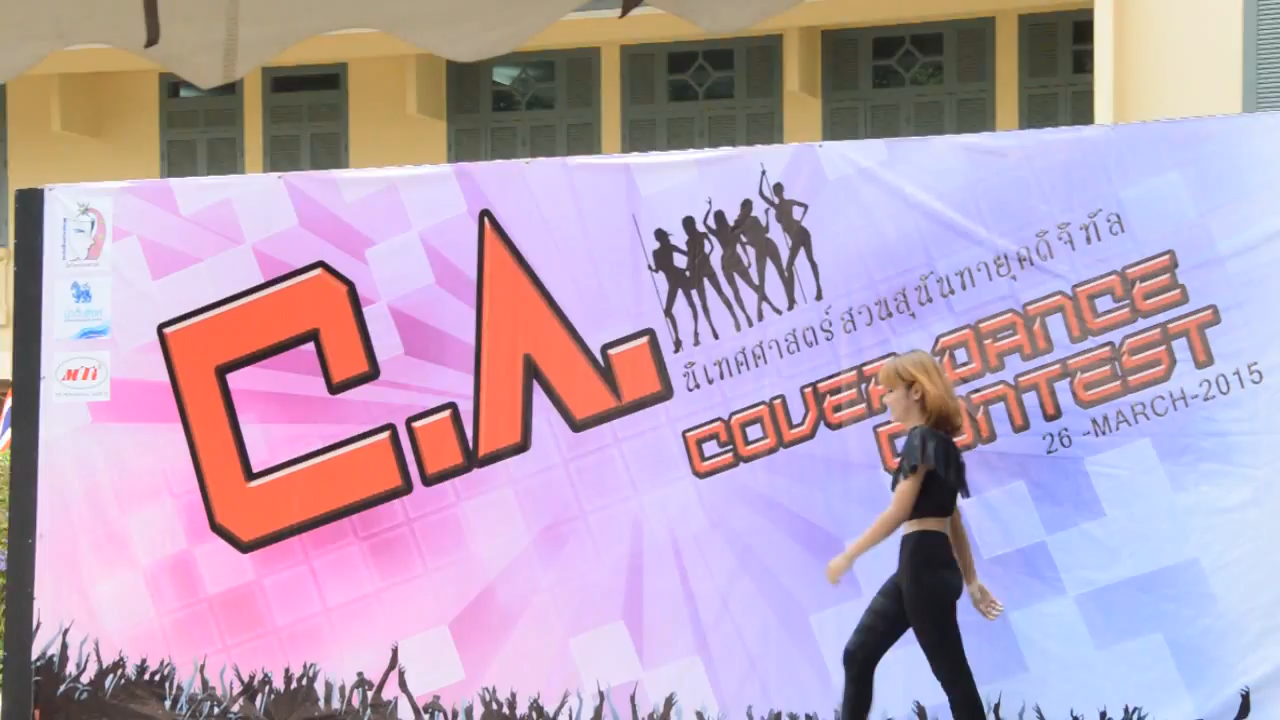 C.A.
นิเทศศาสตร์ สวนสุนันทายุคดิจิทัล
COVER DANCE
CONTEST
26 -MARCH-2015
MTi